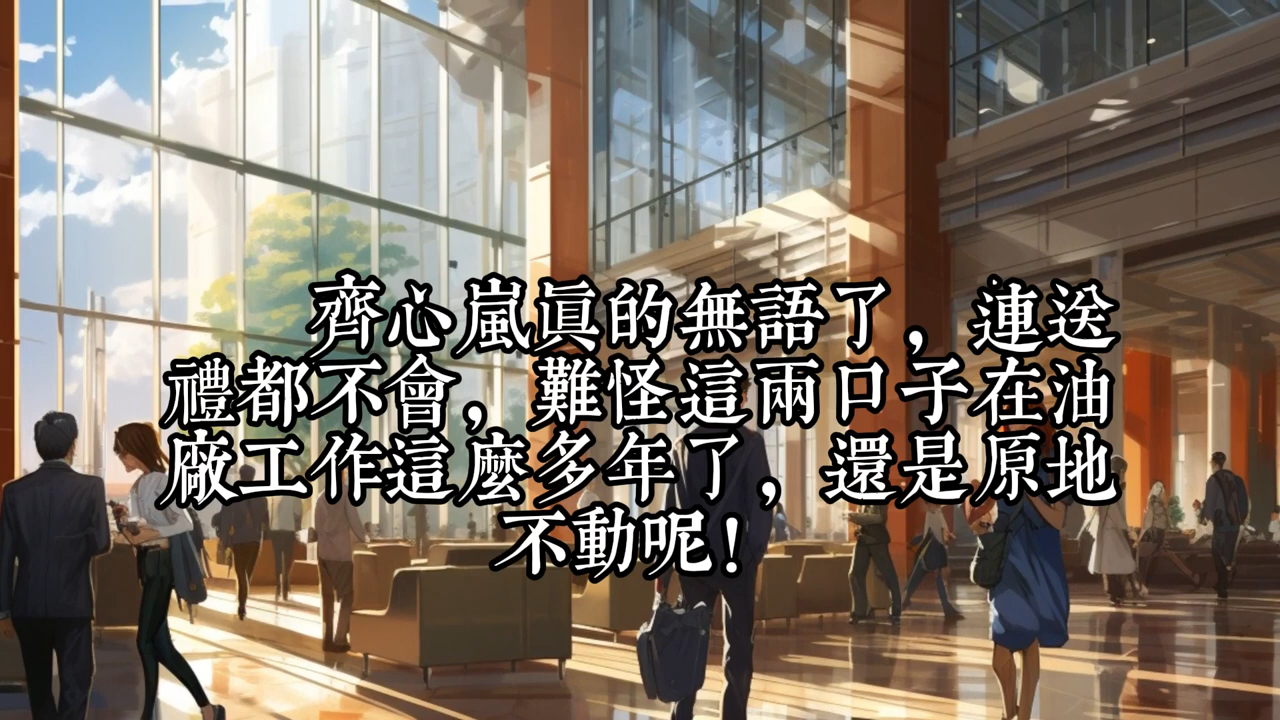 齊心嵐眞的無語了，連送
禮都不會，難怪這兩口子在油
廠工作這麼多年了，還是原地
不動呢！